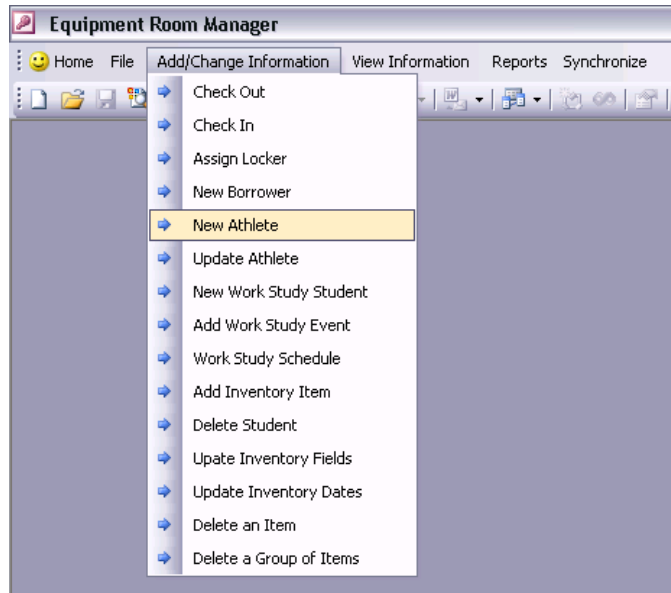 Equipment Room Manager
Home File Add/Change Information View Information Reports Synchronize
Check Out
Check In
Assign Locker
New Borrower
New Athlete
Update Athlete
New Work Study Student
Add Work Study Event
Work Study Schedule
Add Inventory Item
Delete Student
Upate Inventory Fields
Update Inventory Dates
Delete an Item
Delete a Group of Items